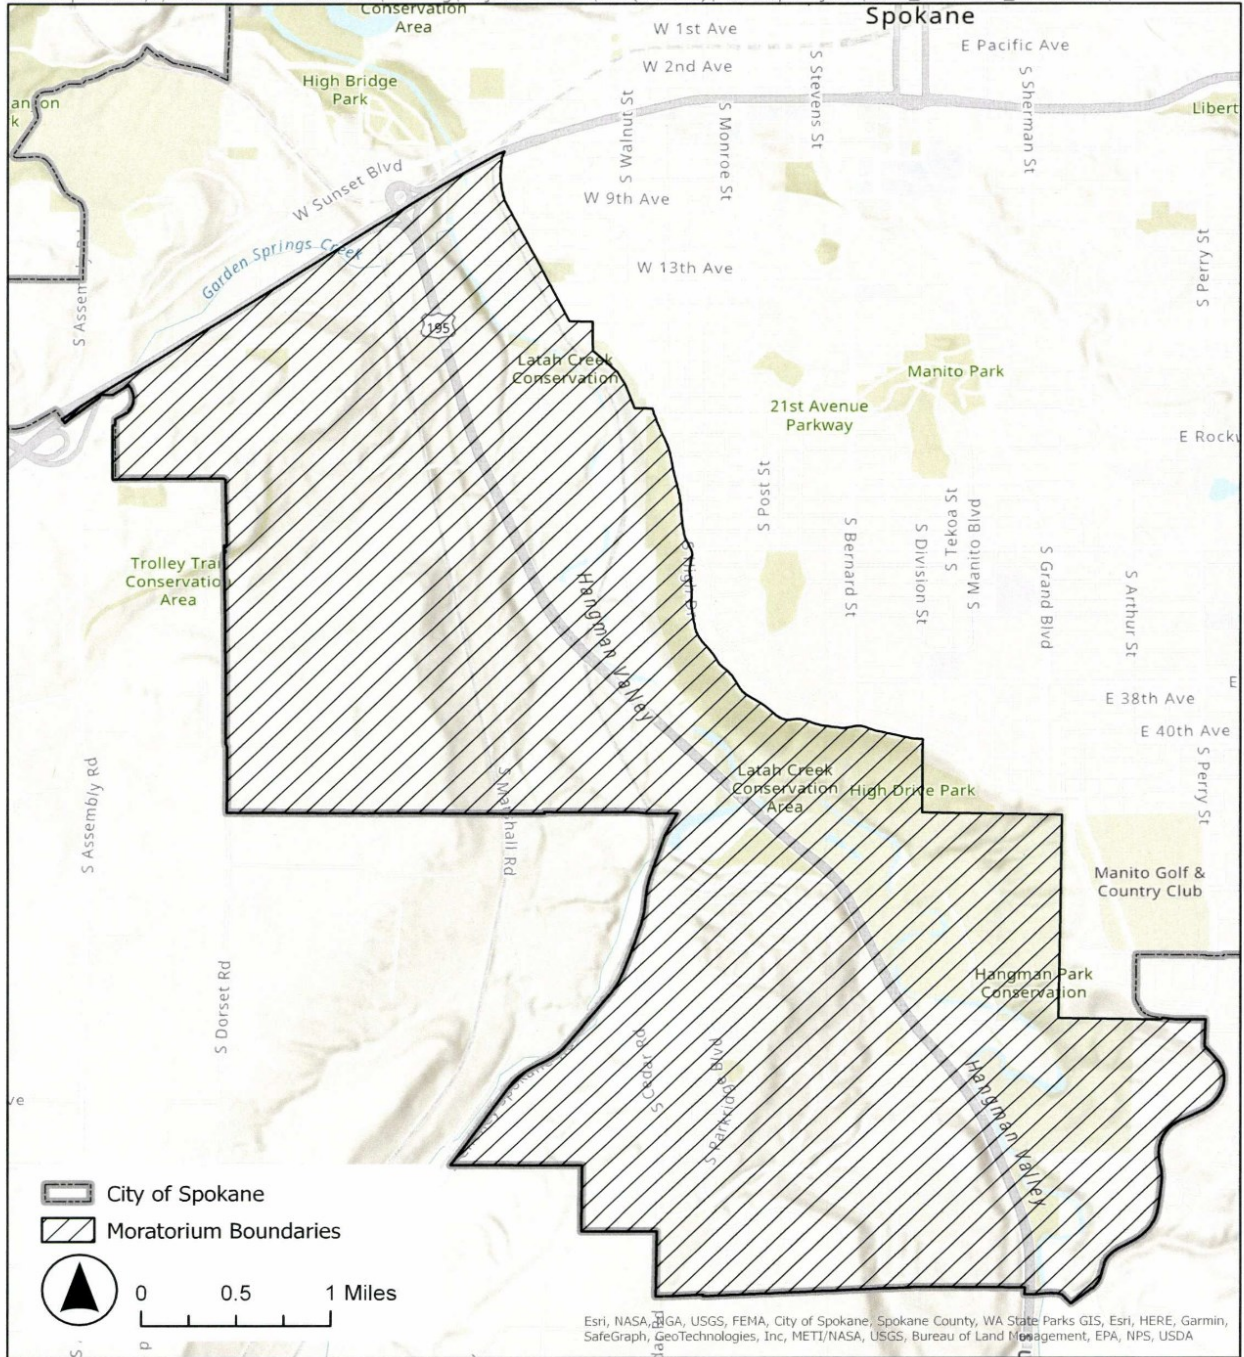 Conservation
Area
Spokane
W 1st Ave
E Pacific Ave
W 2nd Ave
S Stevens St
S Sherman St
High Bridge
Park
S Walnut St
S Monroe St
Libert
W Sunset Blvd
W 9th Ave
Garden Springs Creek
W 13th Ave
S Perry St
195
Latah Creek
Conservation
Manito Park
21st Avenue
Parkway
E Rock
S Post St
S Bernard St
S Division St
S Tekoa St
S Manito Blvd
S Grand Blvd
S Arthur St
Trolley Trai
Conservation
Area
Hangman Valley
E 38th Ave
E 40th Ave
S Perry St
S Assembly Rd
S Marshall Rd
Latah Creek
Conservation
Area
High Drive Park
Manito Golf &
Country Club
S Dorset Rd
Hangman Park
Conservation
S Cedar Rd
S Parkridge Blvd
Hangman Valley
City of Spokane
Moratorium Boundaries
0 0.5 1 Miles
Esri, NASA, NGA, USGS, FEMA, City of Spokane, Spokane County, WA State Parks GIS, Esri, HERE, Garmin,
SafeGraph, GeoTechnologies, Inc, METI/NASA, USGS, Bureau of Land Management, EPA, NPS, USDA